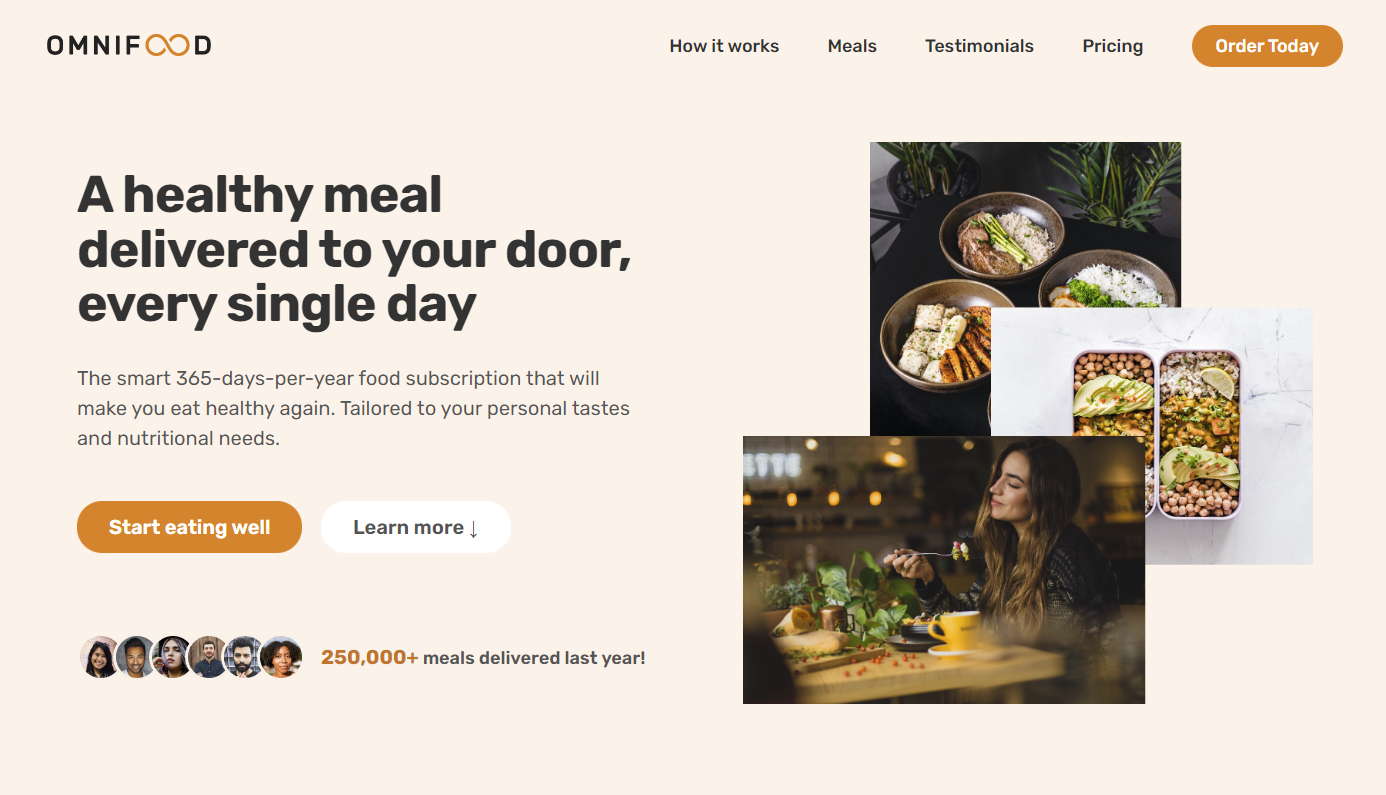 OMNIFOOD
How it works
Meals
Testimonials
Pricing
Order Today
A healthy meal
delivered to your door,
every single day
The smart 365-days-per-year food subscription that will
make you eat healthy again. Tailored to your personal tastes
and nutritional needs.
Start eating well
Learn more ↓
250,000+ meals delivered last year!
ETTE